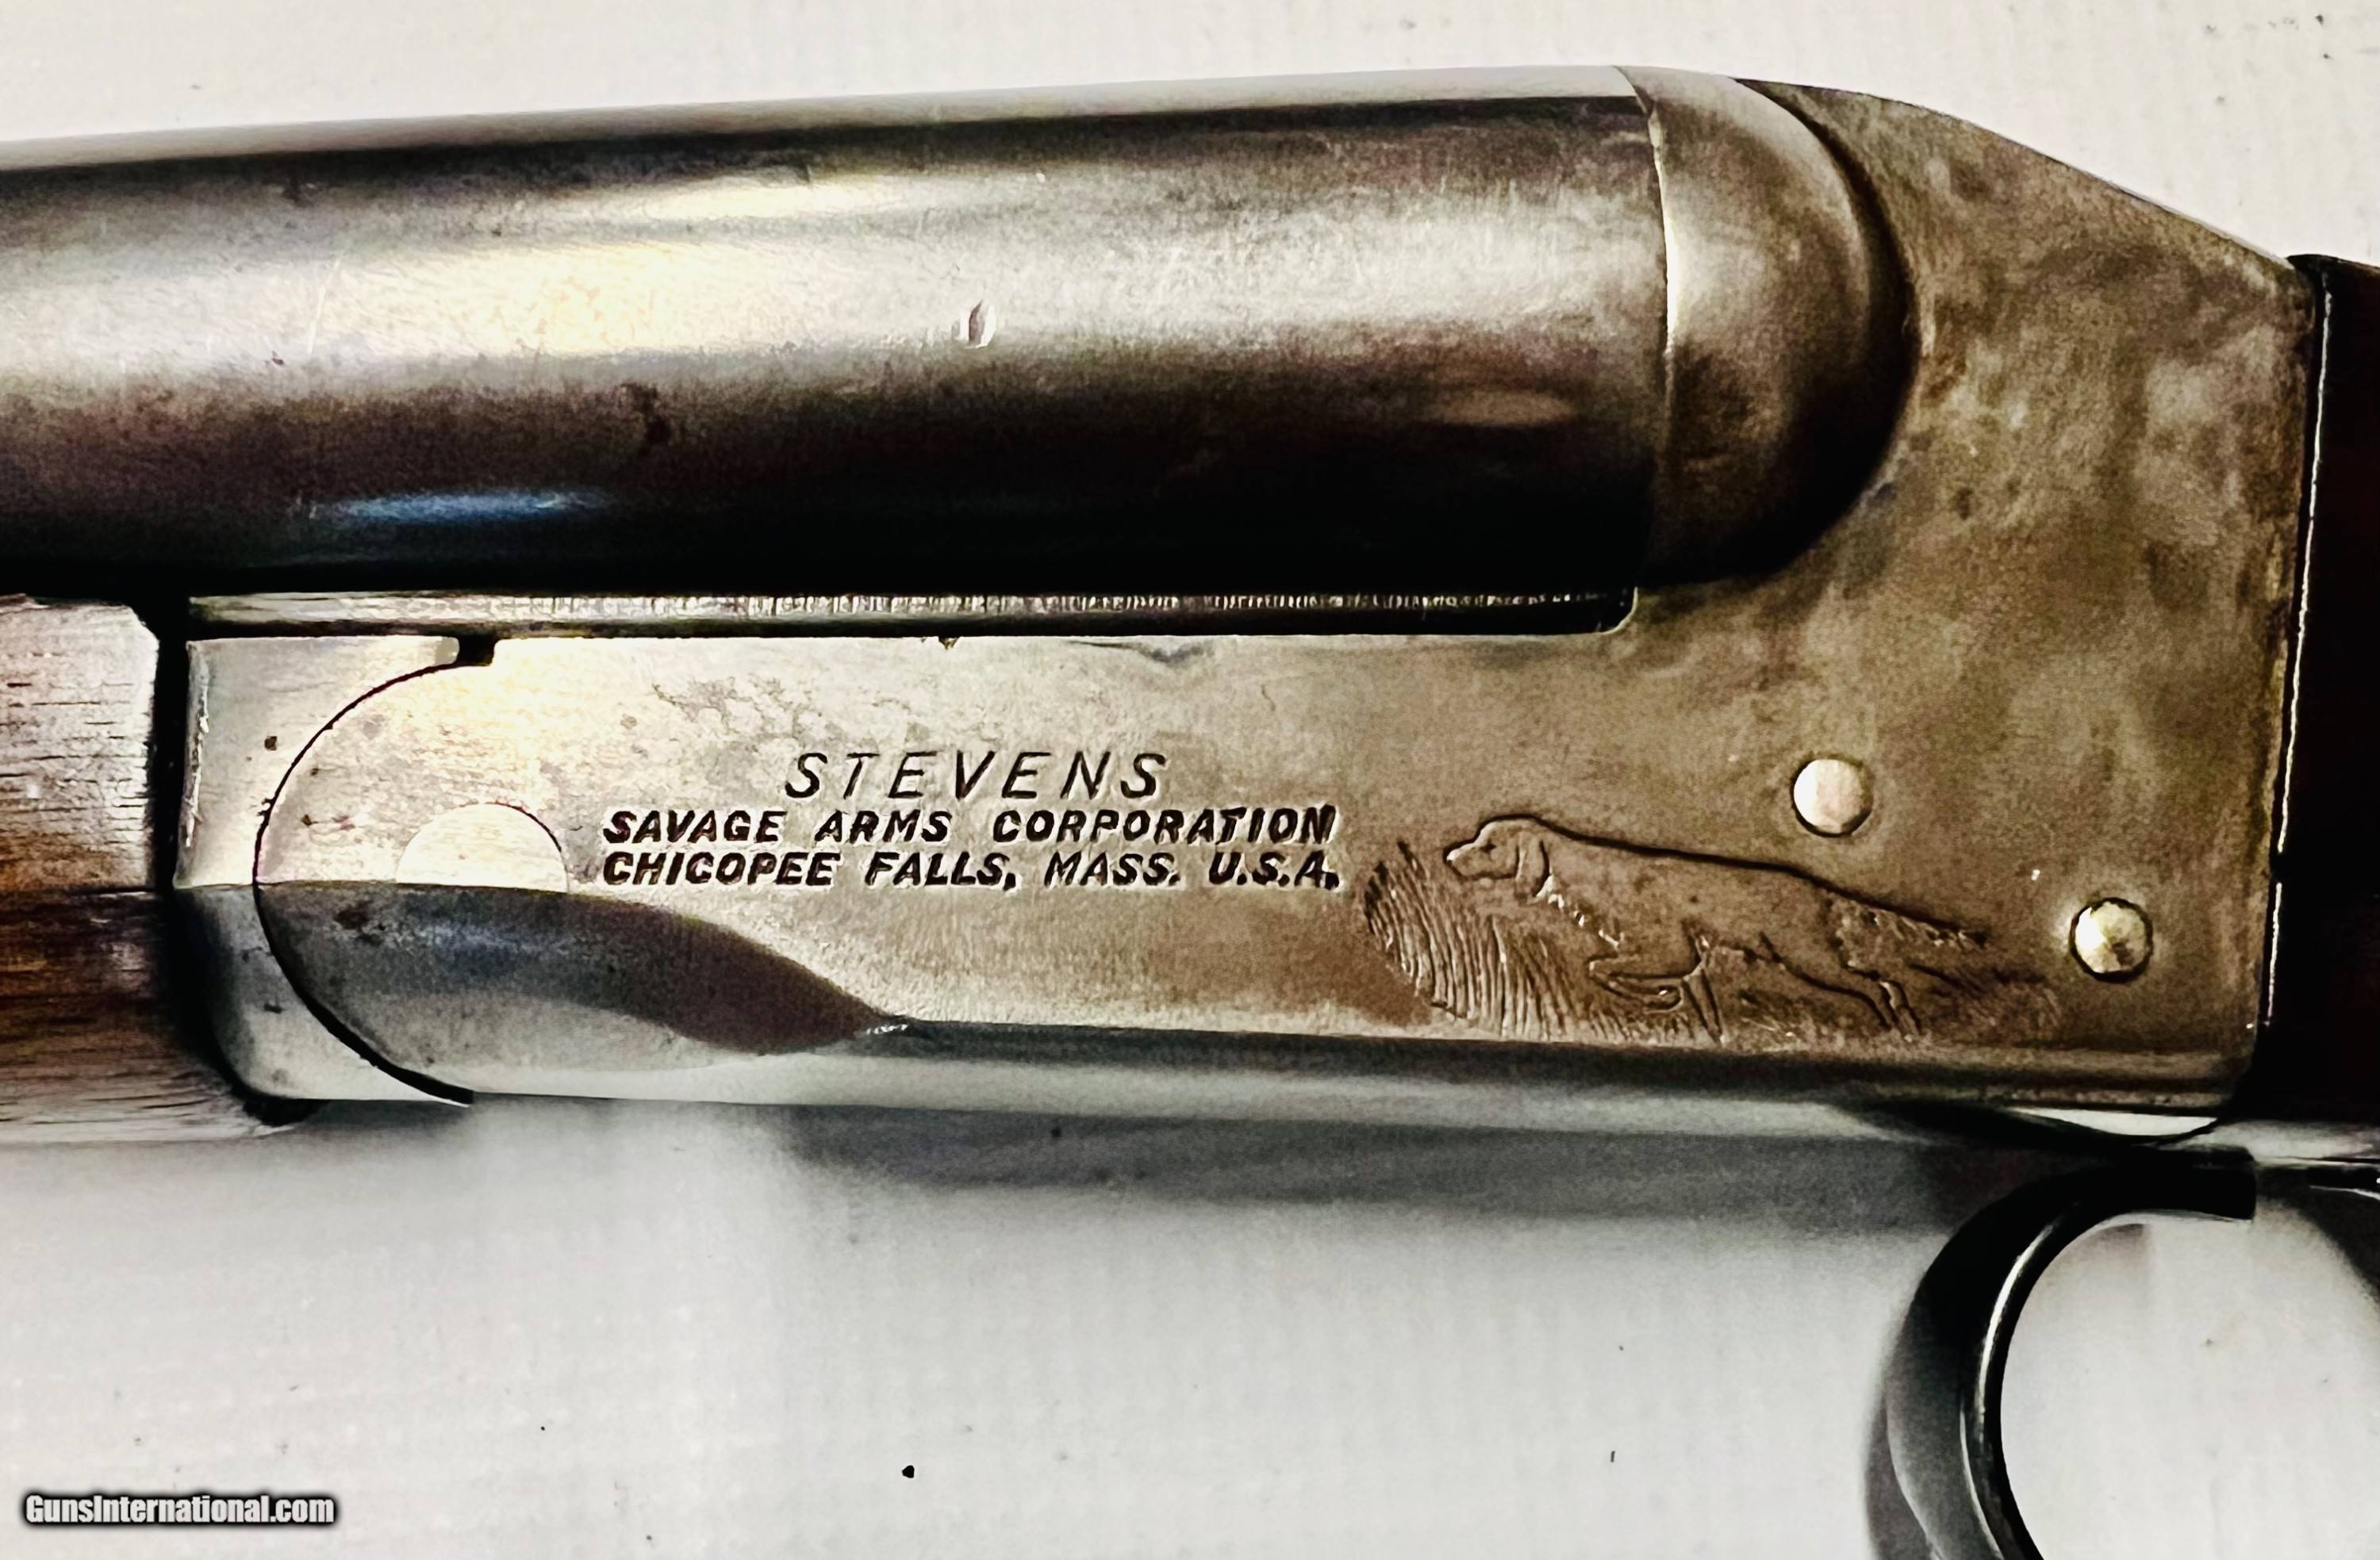 STEVENS
SAVAGE ARMS CORPORATION
CHICOPEE FALLS, MASS. U.S.A.
GunsInternational.com